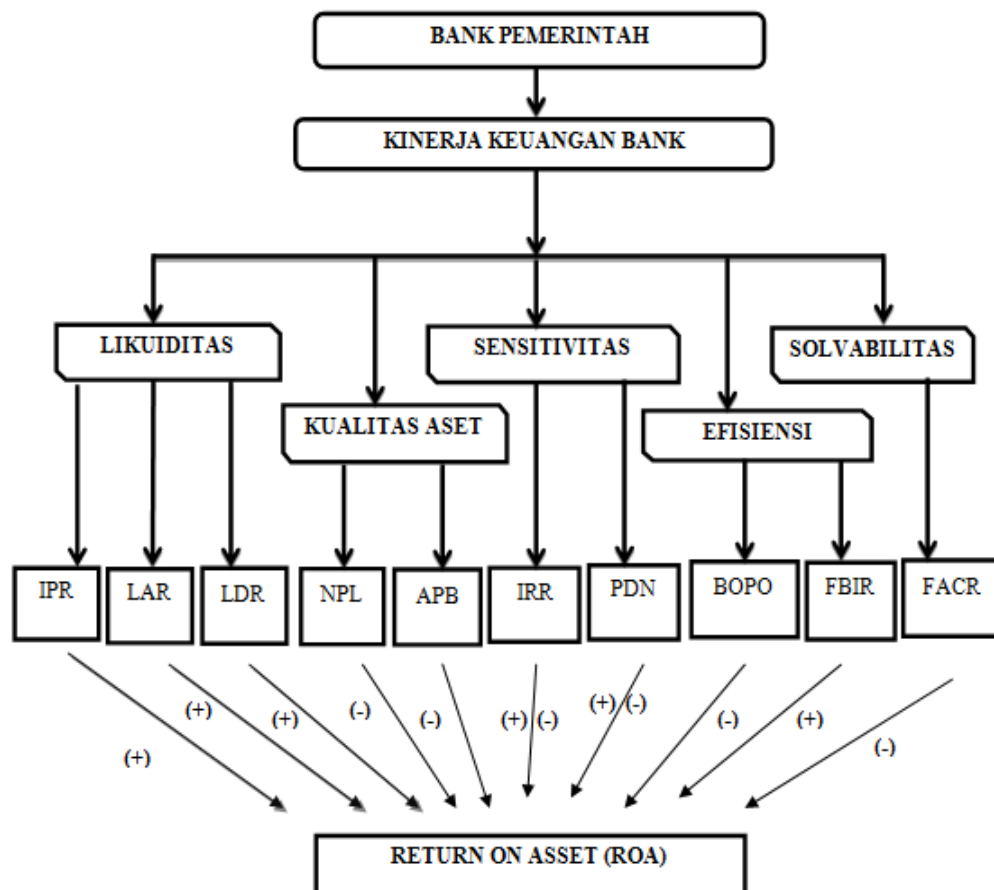 BANK PEMERINTAH
KINERJA KEUANGAN BANK
LIKUIDITAS
SENSITIVITAS
SOLVABILITAS
KUALITAS ASET
EFISIENSI
IPR
LAR
LDR
NPL
APB
IRR
PDN
BOPO
FBIR
FACR
(+)
(+)
(+)
(-)
(-)
(+) (-)
(+) (-)
(-)
(+)
(-)
RETURN ON ASSET (ROA)